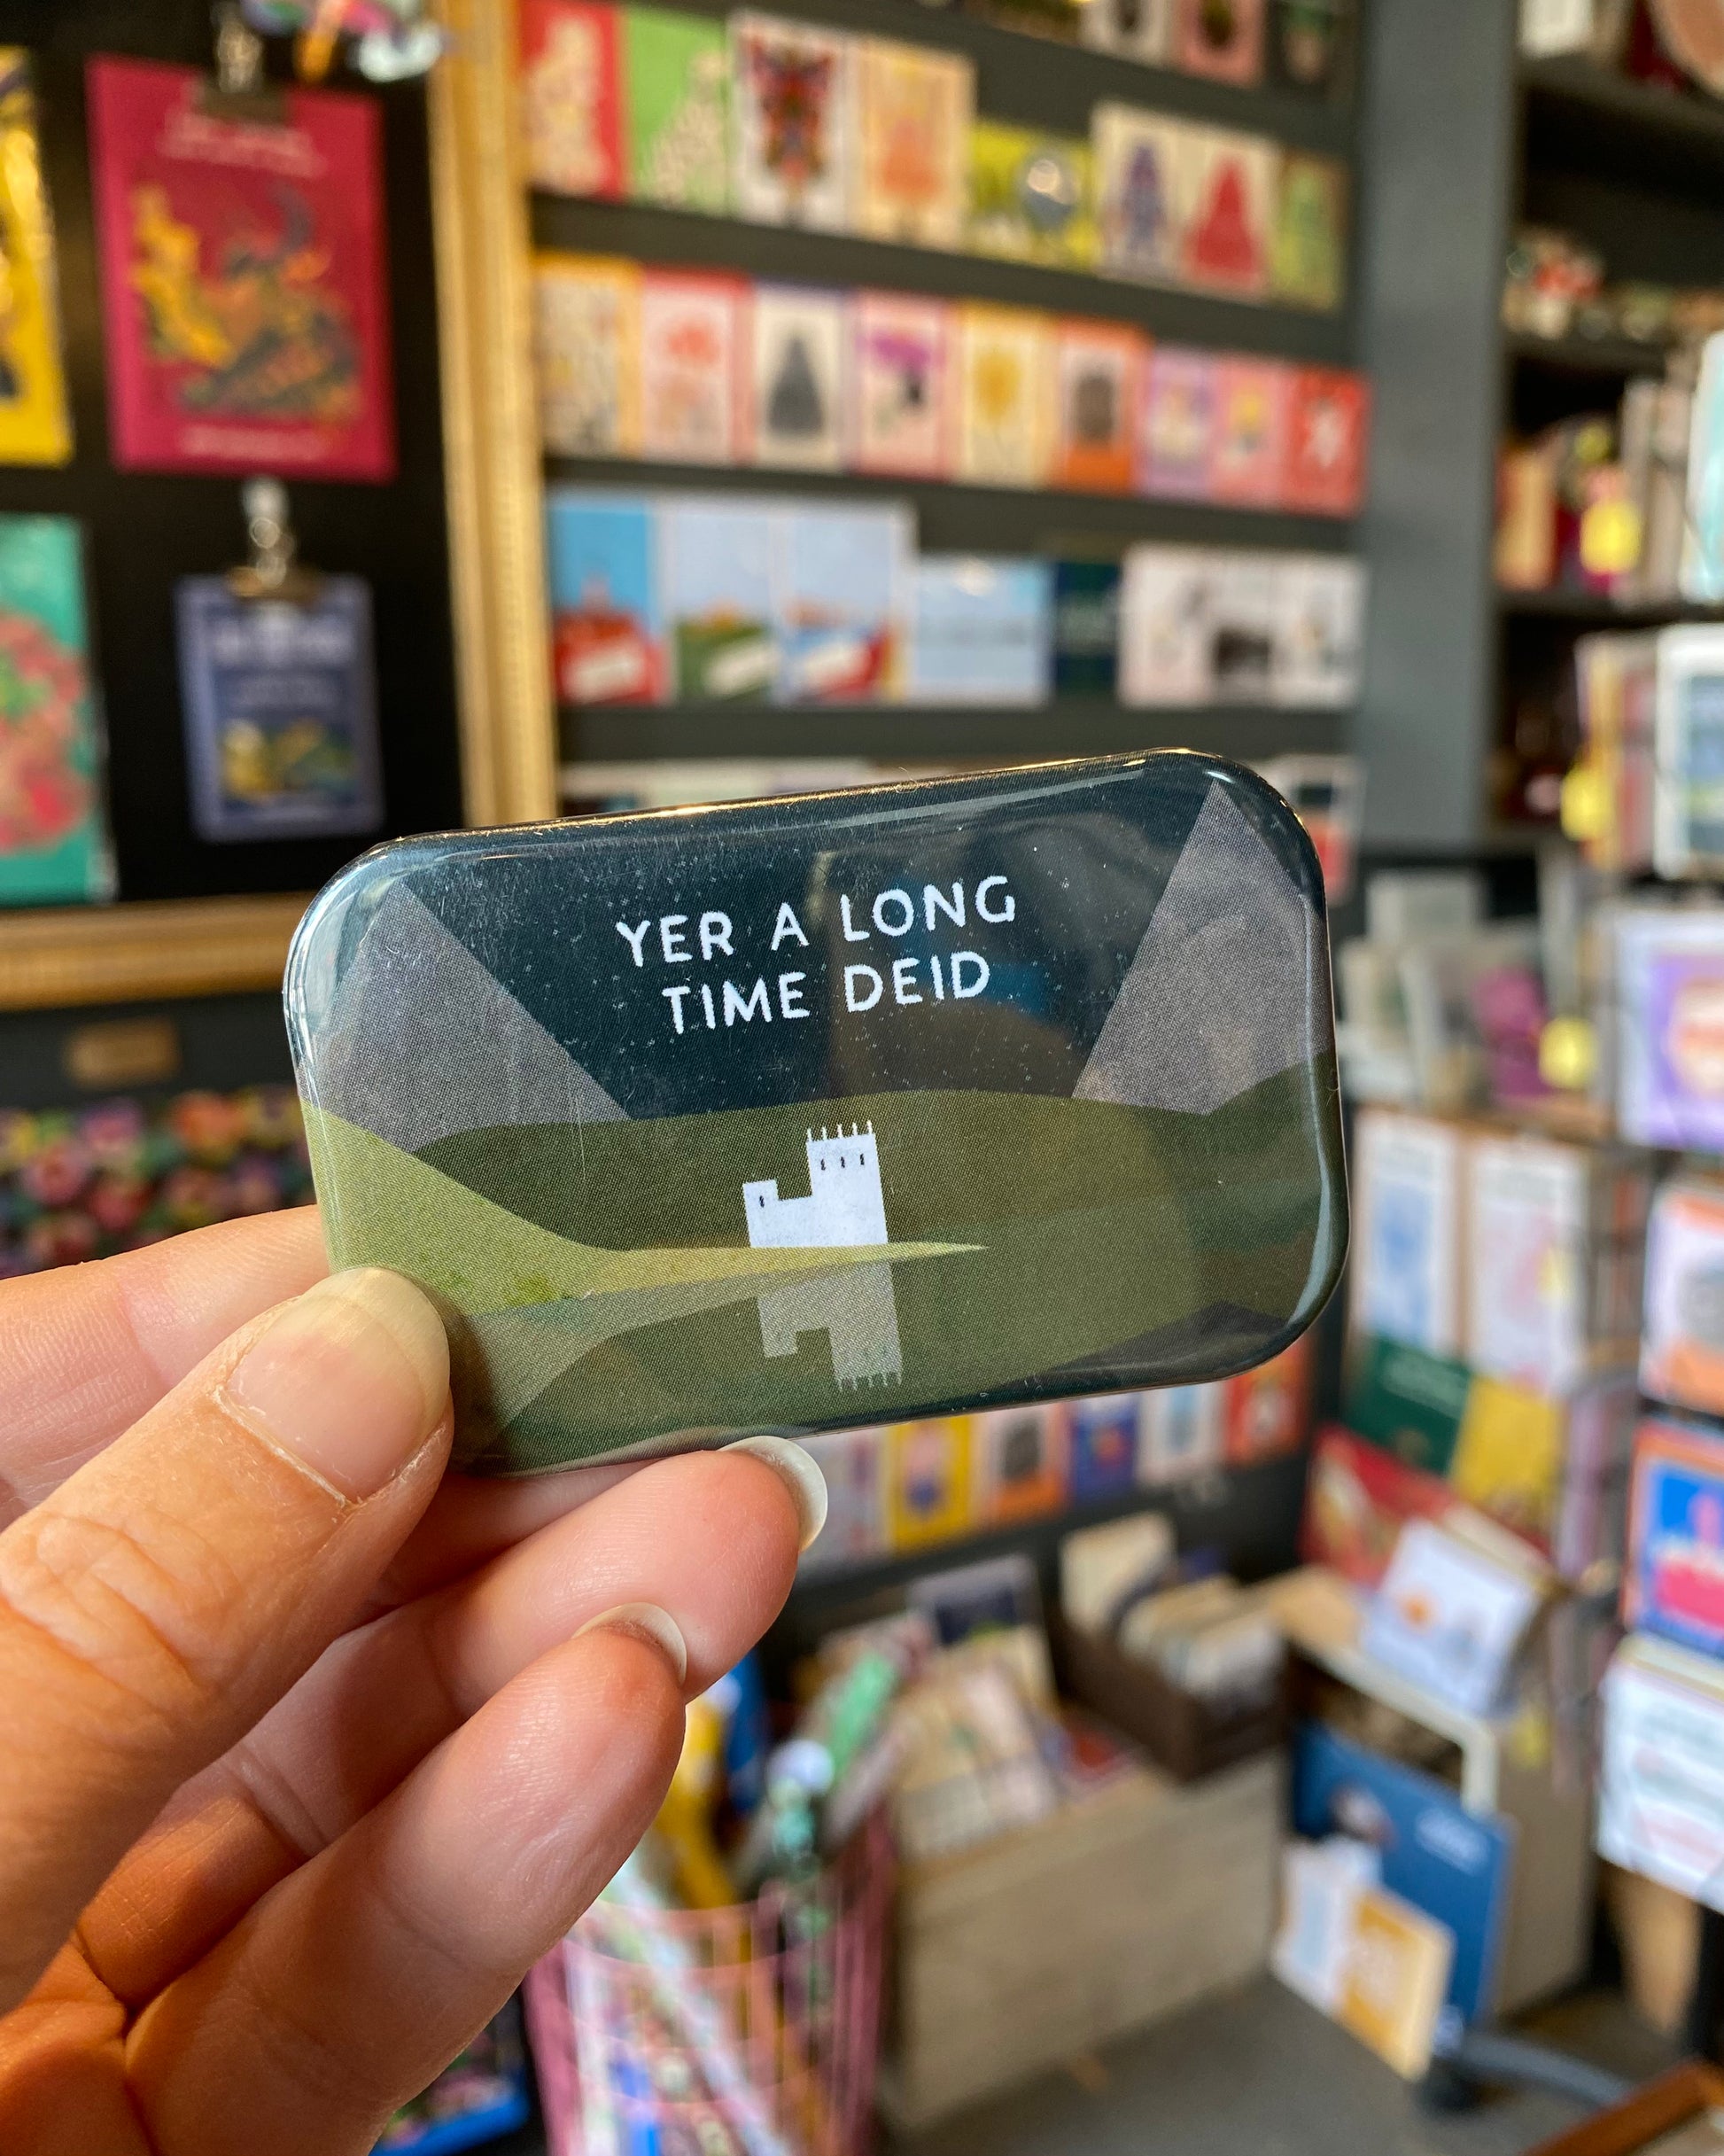 YER A LONG
TIME DEID